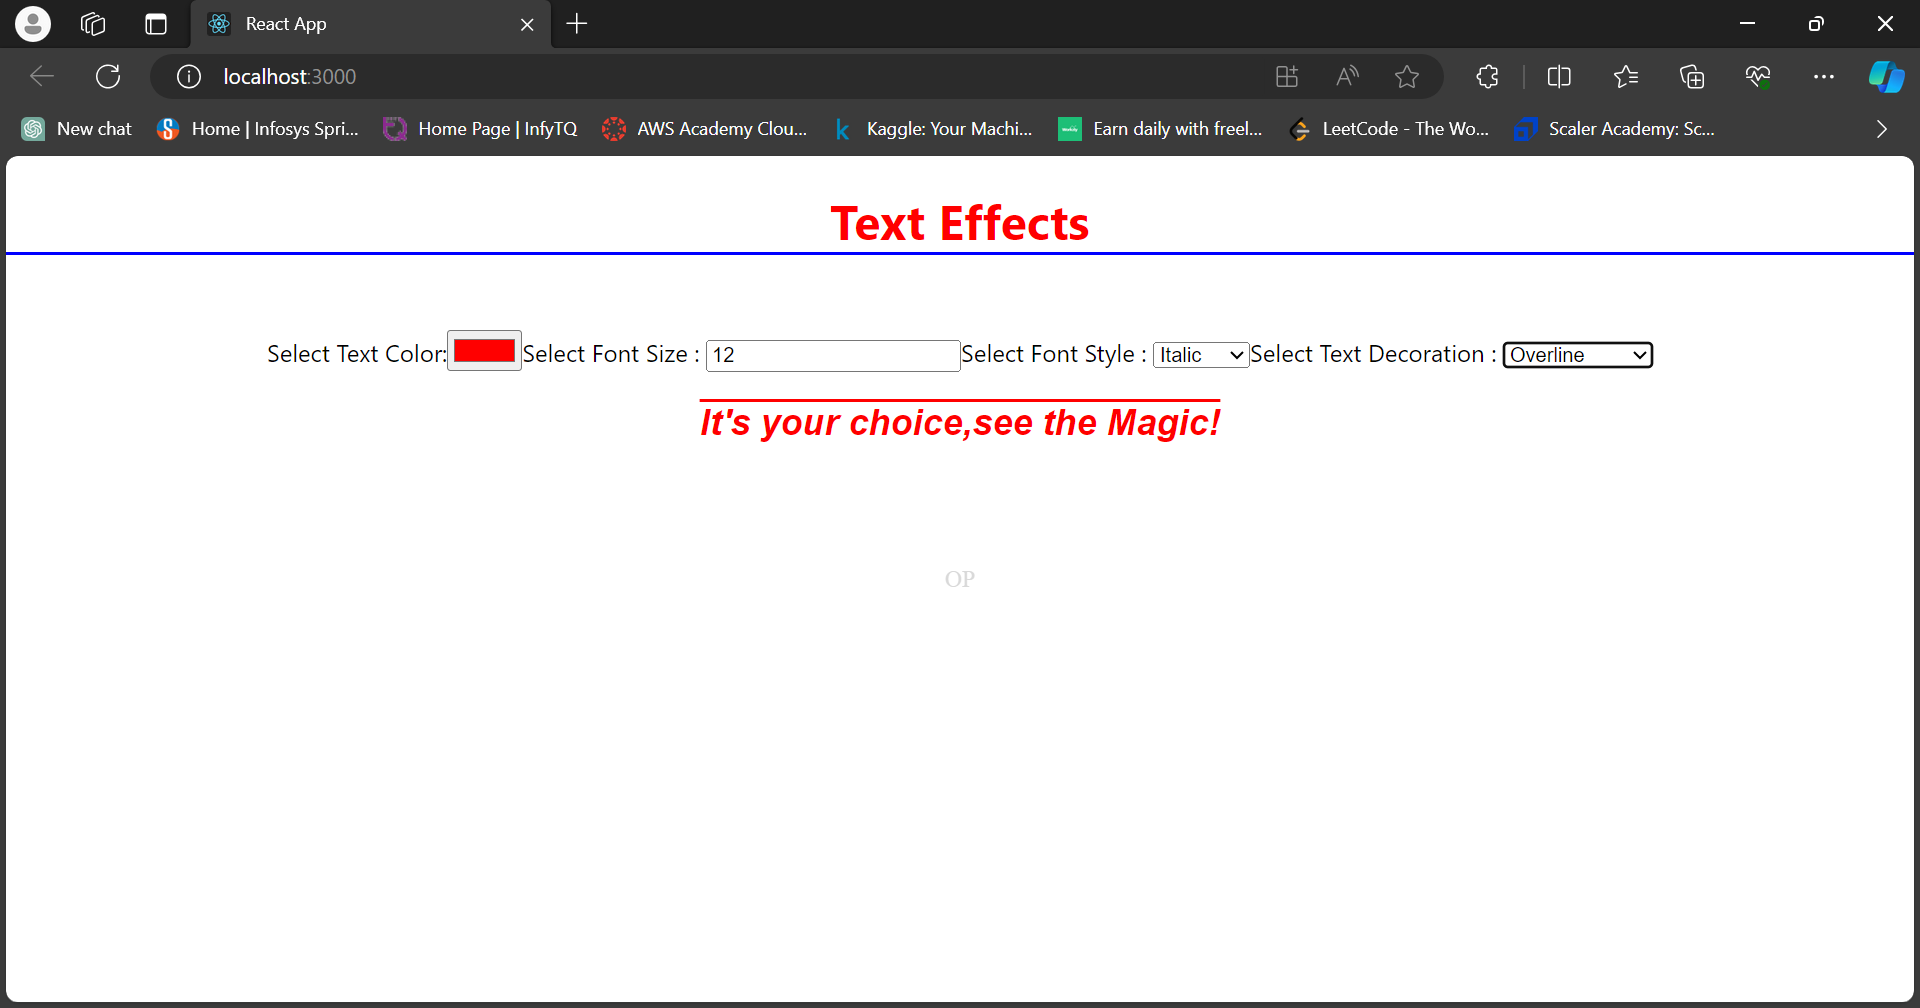 React App
localhost:3000
New chat
Home | Infosys Spri...
Home Page | InfyTQ
AWS Academy Clou...
Kaggle: Your Machi...
Earn daily with freel...
LeetCode - The Wo...
Scaler Academy: Sc...
Text Effects
Select Text Color: Select Font Size : 12 Select Font Style : Italic Select Text Decoration : Overline
It's your choice,see the Magic!
OP